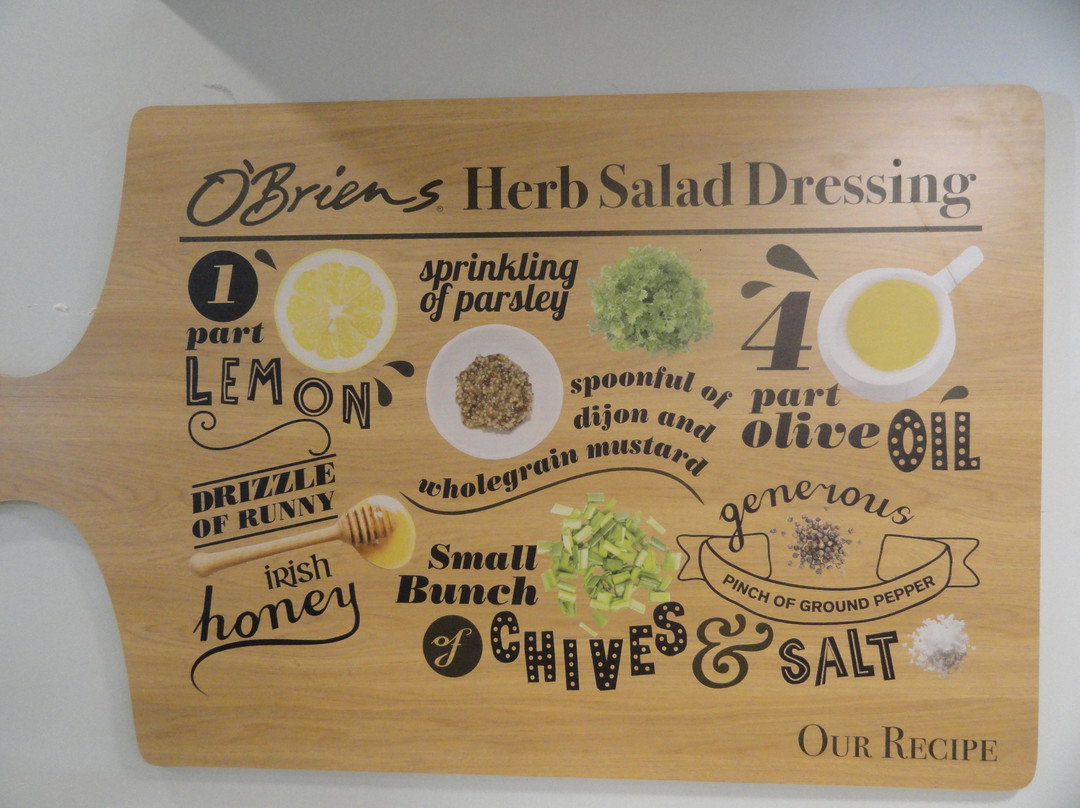 O'Briens Herb Salad Dressing
1
part
LEMON
sprinkling
of parsley
spoonful of
dijon and
wholegrain mustard
4
part
olive OIL
DRIZZLE
OF RUNNY
irish
honey
Small
Bunch
of CHIVES & SALT
generous
PINCH OF GROUND PEPPER
OUR RECIPE